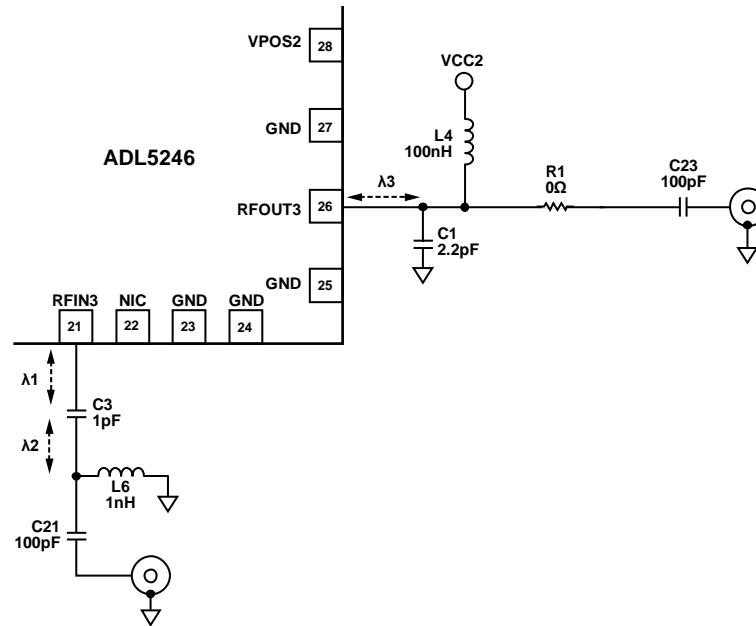 VPOS2
28
VCC2
GND
27
ADL5246
L4
100nH
R1
0Ω
C23
100pF
λ3
RFOUT3
26
C1
2.2pF
GND
25
RFIN3
NIC
GND
GND
21
22
23
24
λ1
C3
1pF
λ2
L6
1nH
C21
100pF